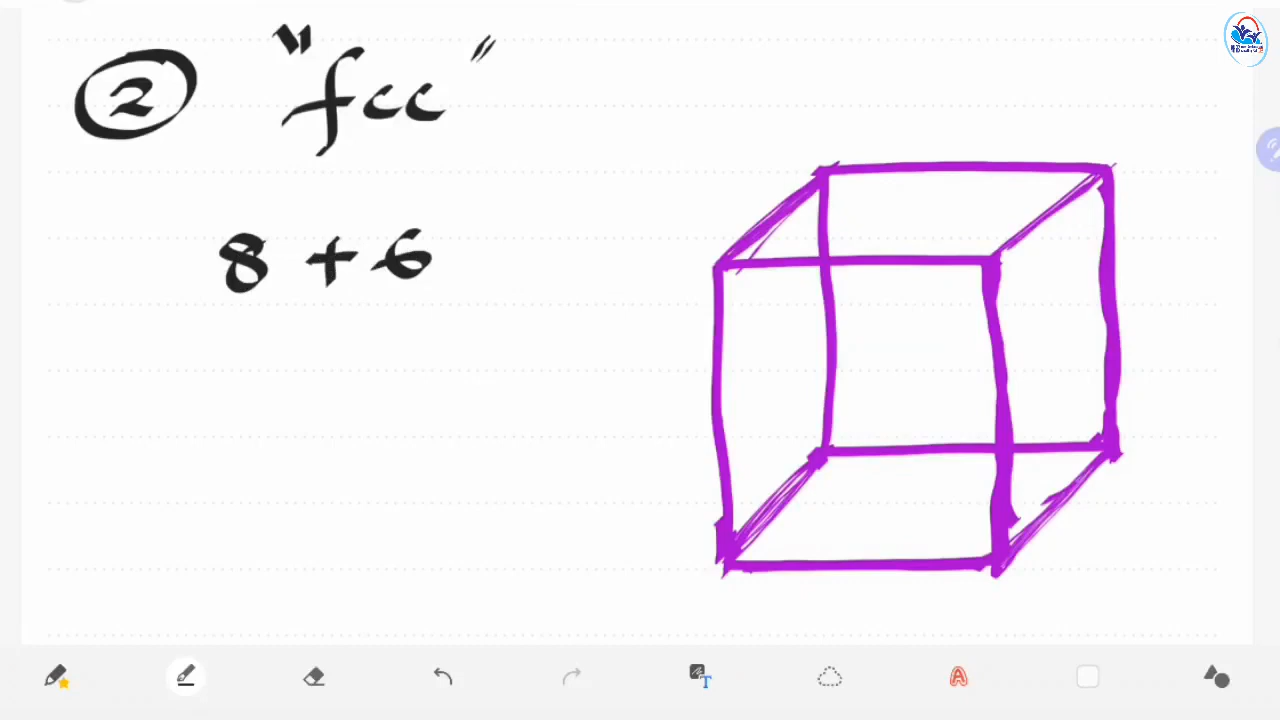 ② "fcc"
8 + 6